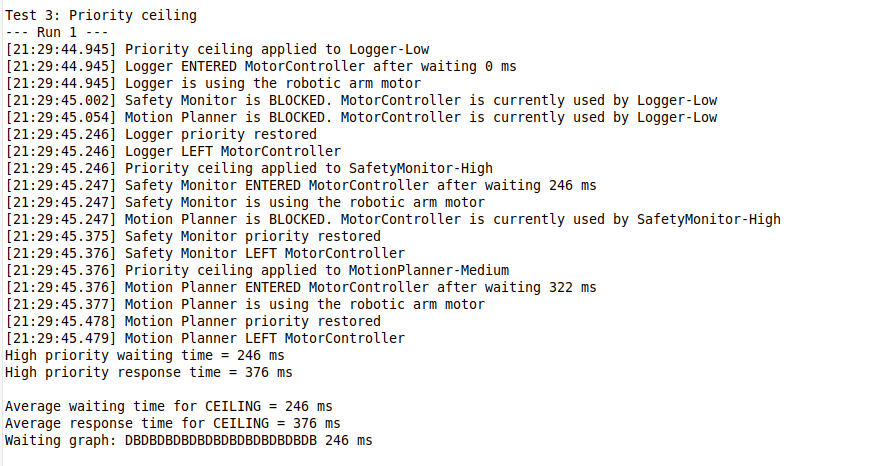 Test 3: Priority ceiling
--- Run 1 ---
[21:29:44.945] Priority ceiling applied to Logger-Low
[21:29:44.945] Logger ENTERED MotorController after waiting 0 ms
[21:29:44.945] Logger is using the robotic arm motor
[21:29:45.002] Safety Monitor is BLOCKED. MotorController is currently used by Logger-Low
[21:29:45.054] Motion Planner is BLOCKED. MotorController is currently used by Logger-Low
[21:29:45.246] Logger priority restored
[21:29:45.246] Logger LEFT MotorController
[21:29:45.246] Priority ceiling applied to SafetyMonitor-High
[21:29:45.247] Safety Monitor ENTERED MotorController after waiting 246 ms
[21:29:45.247] Safety Monitor is using the robotic arm motor
[21:29:45.247] Motion Planner is BLOCKED. MotorController is currently used by SafetyMonitor-High
[21:29:45.375] Safety Monitor priority restored
[21:29:45.376] Safety Monitor LEFT MotorController
[21:29:45.376] Priority ceiling applied to MotionPlanner-Medium
[21:29:45.376] Motion Planner ENTERED MotorController after waiting 322 ms
[21:29:45.377] Motion Planner is using the robotic arm motor
[21:29:45.478] Motion Planner priority restored
[21:29:45.479] Motion Planner LEFT MotorController
High priority waiting time = 246 ms
High priority response time = 376 ms
Average waiting time for CEILING = 246 ms
Average response time for CEILING = 376 ms
Waiting graph: DBDBDBDBDBDBDBDBDBDBDBDB 246 ms